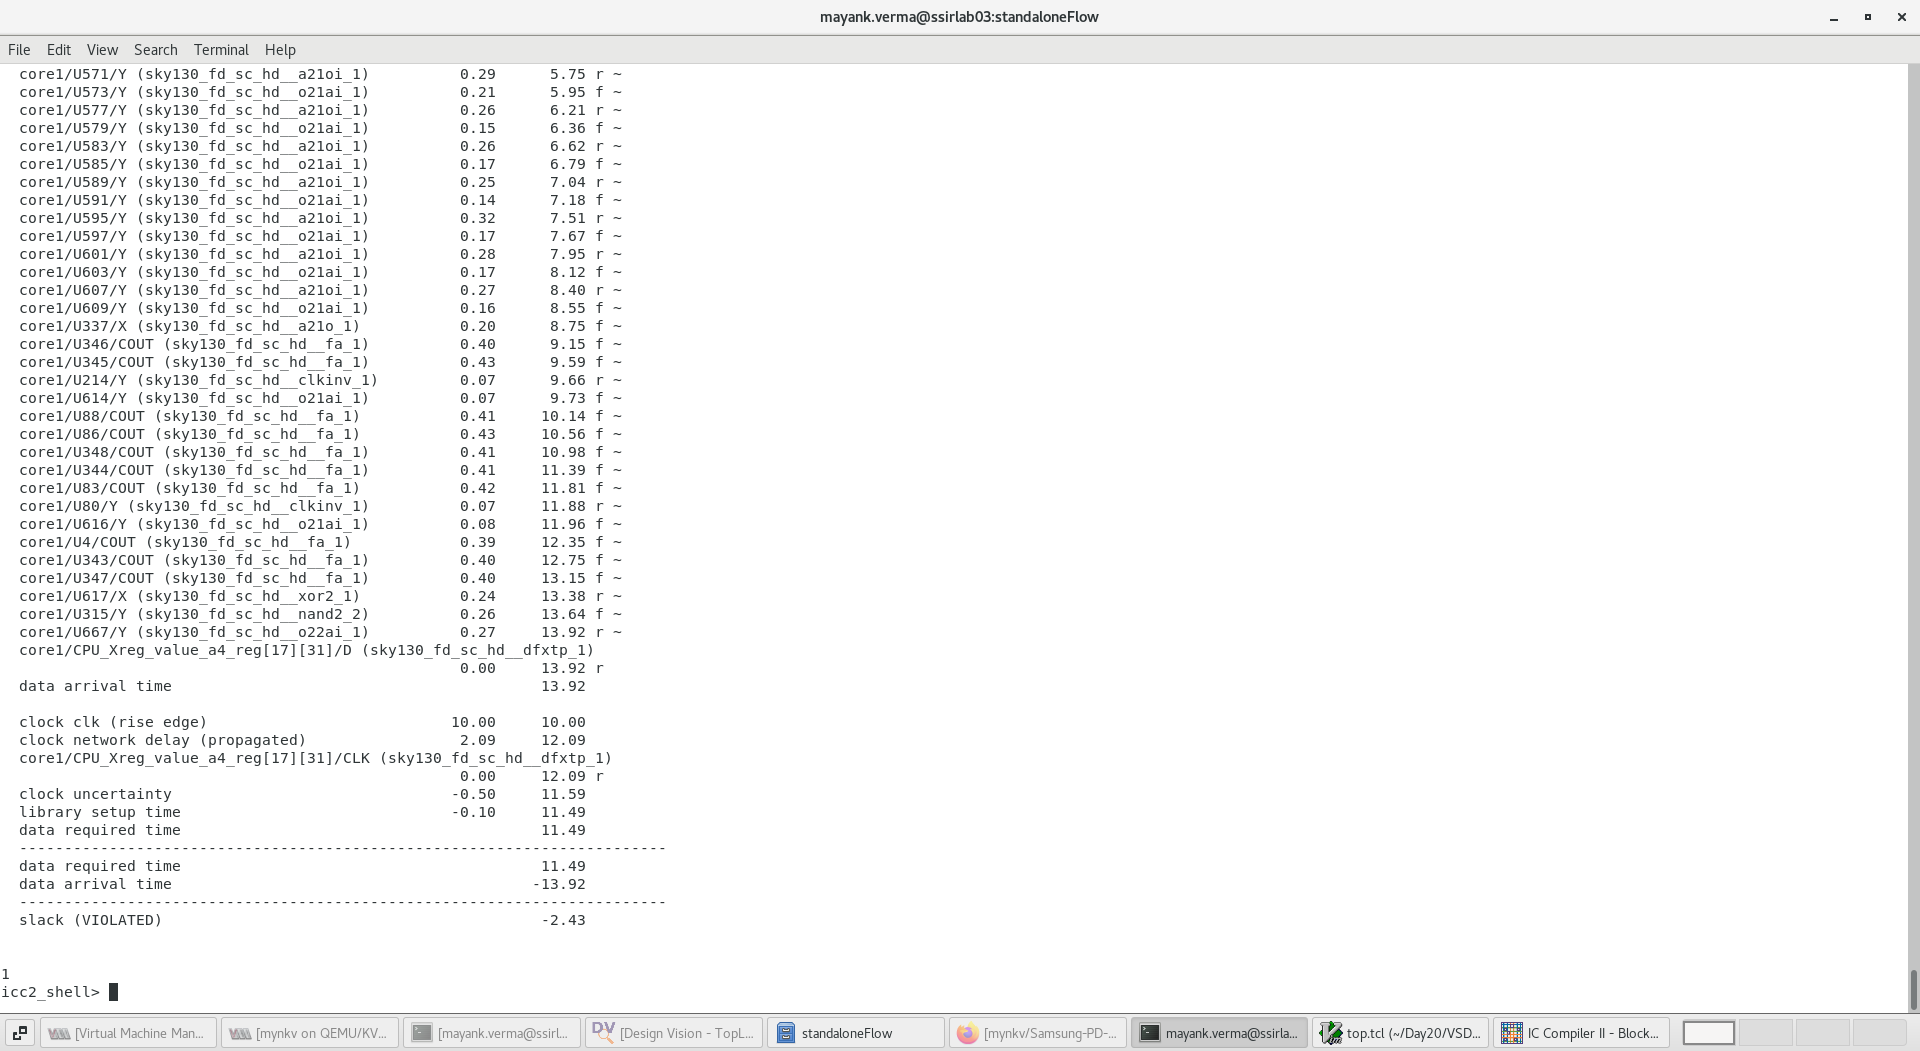 mayank.verma@ssirlab03:standaloneFlow
File Edit View Search Terminal Help
core1/U571/Y (sky130_fd_sc_hd__a21oi_1) 0.29 5.75 r ~
core1/U573/Y (sky130_fd_sc_hd__o21ai_1) 0.21 5.95 f ~
core1/U577/Y (sky130_fd_sc_hd__a21oi_1) 0.26 6.21 r ~
core1/U579/Y (sky130_fd_sc_hd__o21ai_1) 0.15 6.36 f ~
core1/U583/Y (sky130_fd_sc_hd__a21oi_1) 0.26 6.62 r ~
core1/U585/Y (sky130_fd_sc_hd__o21ai_1) 0.17 6.79 f ~
core1/U589/Y (sky130_fd_sc_hd__a21oi_1) 0.25 7.04 r ~
core1/U591/Y (sky130_fd_sc_hd__o21ai_1) 0.14 7.18 f ~
core1/U595/Y (sky130_fd_sc_hd__a21oi_1) 0.32 7.51 r ~
core1/U597/Y (sky130_fd_sc_hd__o21ai_1) 0.17 7.67 f ~
core1/U601/Y (sky130_fd_sc_hd__a21oi_1) 0.28 7.95 r ~
core1/U603/Y (sky130_fd_sc_hd__o21ai_1) 0.17 8.12 f ~
core1/U607/Y (sky130_fd_sc_hd__a21oi_1) 0.27 8.40 r ~
core1/U609/Y (sky130_fd_sc_hd__o21ai_1) 0.16 8.55 f ~
core1/U337/X (sky130_fd_sc_hd__a21o_1) 0.20 8.75 f ~
core1/U346/COUT (sky130_fd_sc_hd__fa_1) 0.40 9.15 f ~
core1/U345/COUT (sky130_fd_sc_hd__fa_1) 0.43 9.59 f ~
core1/U214/Y (sky130_fd_sc_hd__clkinv_1) 0.07 9.66 r ~
core1/U614/Y (sky130_fd_sc_hd__o21ai_1) 0.07 9.73 f ~
core1/U88/COUT (sky130_fd_sc_hd__fa_1) 0.41 10.14 f ~
core1/U86/COUT (sky130_fd_sc_hd__fa_1) 0.43 10.56 f ~
core1/U348/COUT (sky130_fd_sc_hd__fa_1) 0.41 10.98 f ~
core1/U344/COUT (sky130_fd_sc_hd__fa_1) 0.41 11.39 f ~
core1/U83/COUT (sky130_fd_sc_hd__fa_1) 0.42 11.81 f ~
core1/U80/Y (sky130_fd_sc_hd__clkinv_1) 0.07 11.88 r ~
core1/U616/Y (sky130_fd_sc_hd__o21ai_1) 0.08 11.96 f ~
core1/U4/COUT (sky130_fd_sc_hd__fa_1) 0.39 12.35 f ~
core1/U343/COUT (sky130_fd_sc_hd__fa_1) 0.40 12.75 f ~
core1/U347/COUT (sky130_fd_sc_hd__fa_1) 0.40 13.15 f ~
core1/U617/X (sky130_fd_sc_hd__xor2_1) 0.24 13.38 r ~
core1/U315/Y (sky130_fd_sc_hd__nand2_2) 0.26 13.64 f ~
core1/U667/Y (sky130_fd_sc_hd__o22ai_1) 0.27 13.92 r ~
core1/CPU_Xreg_value_a4_reg[17][31]/D (sky130_fd_sc_hd__dfxtp_1)
0.00 13.92 r
data arrival time 13.92
clock clk (rise edge) 10.00 10.00
clock network delay (propagated) 2.09 12.09
core1/CPU_Xreg_value_a4_reg[17][31]/CLK (sky130_fd_sc_hd__dfxtp_1)
0.00 12.09 r
clock uncertainty -0.50 11.59
library setup time -0.10 11.49
data required time 11.49
------------------------------------------------------------------------
data required time 11.49
data arrival time -13.92
------------------------------------------------------------------------
slack (VIOLATED) -2.43
1
icc2_shell>
[Virtual Machine Man... [mynkv on QEMU/KV... [mayank.verma@ssirl... [Design Vision - TopL... standaloneFlow [mynkv/Samsung-PD-... mayank.verma@ssirla... top.tcl (~/Day20/VSD... IC Compiler II - Block...